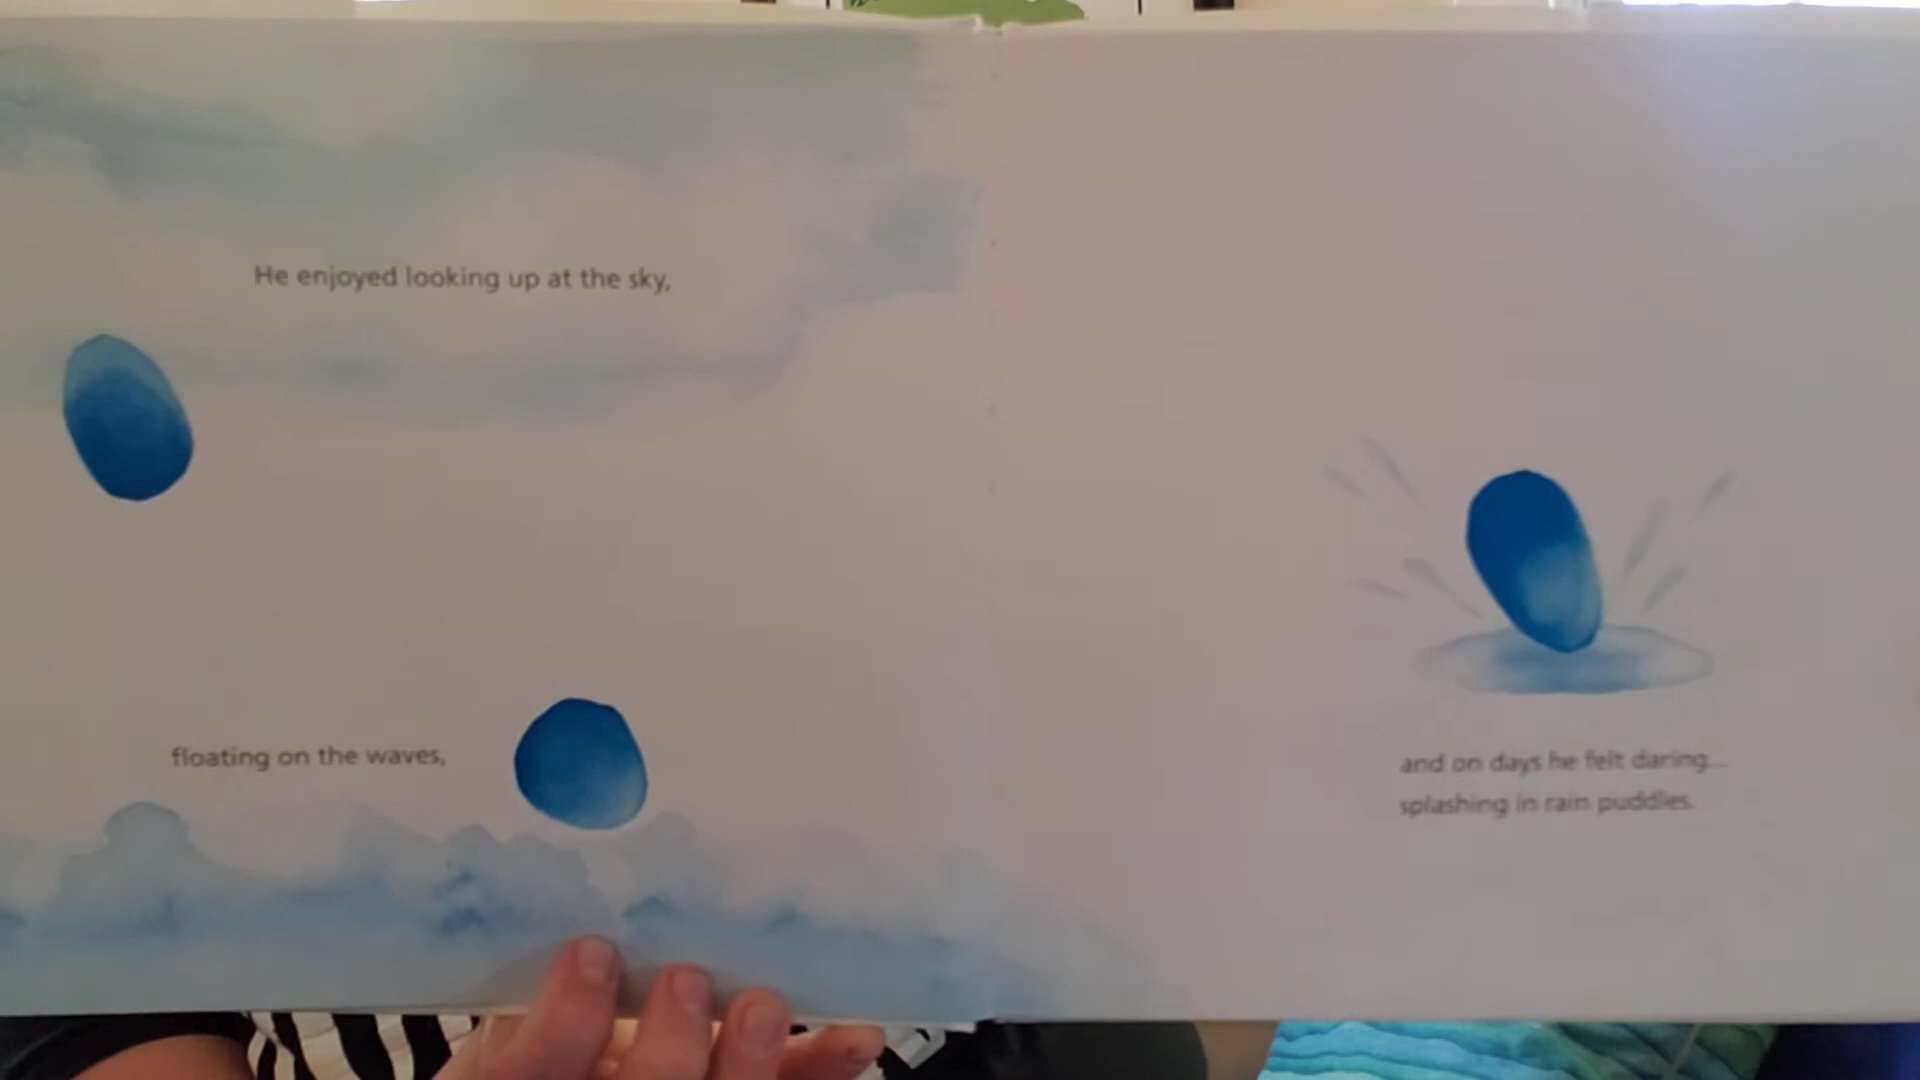 He enjoyed looking up at the sky,
floating on the waves,
and on days he felt daring...
splashing in rain puddles.